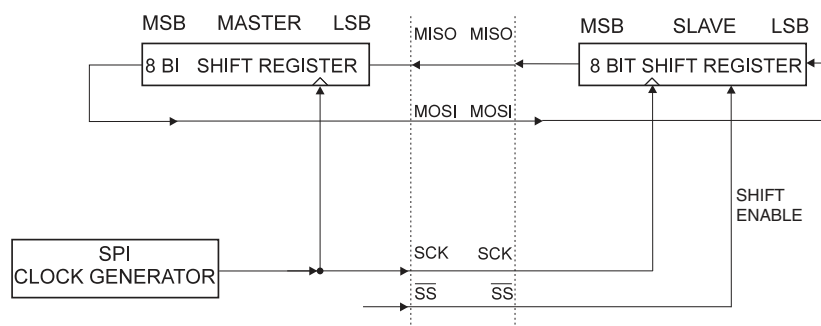 MSB MASTER LSB
MISO MISO
MSB SLAVE LSB
8 BI SHIFT REGISTER
8 BIT SHIFT REGISTER
MOSI MOSI
SHIFT
ENABLE
SPI
CLOCK GENERATOR
SCK SCK
SS SS